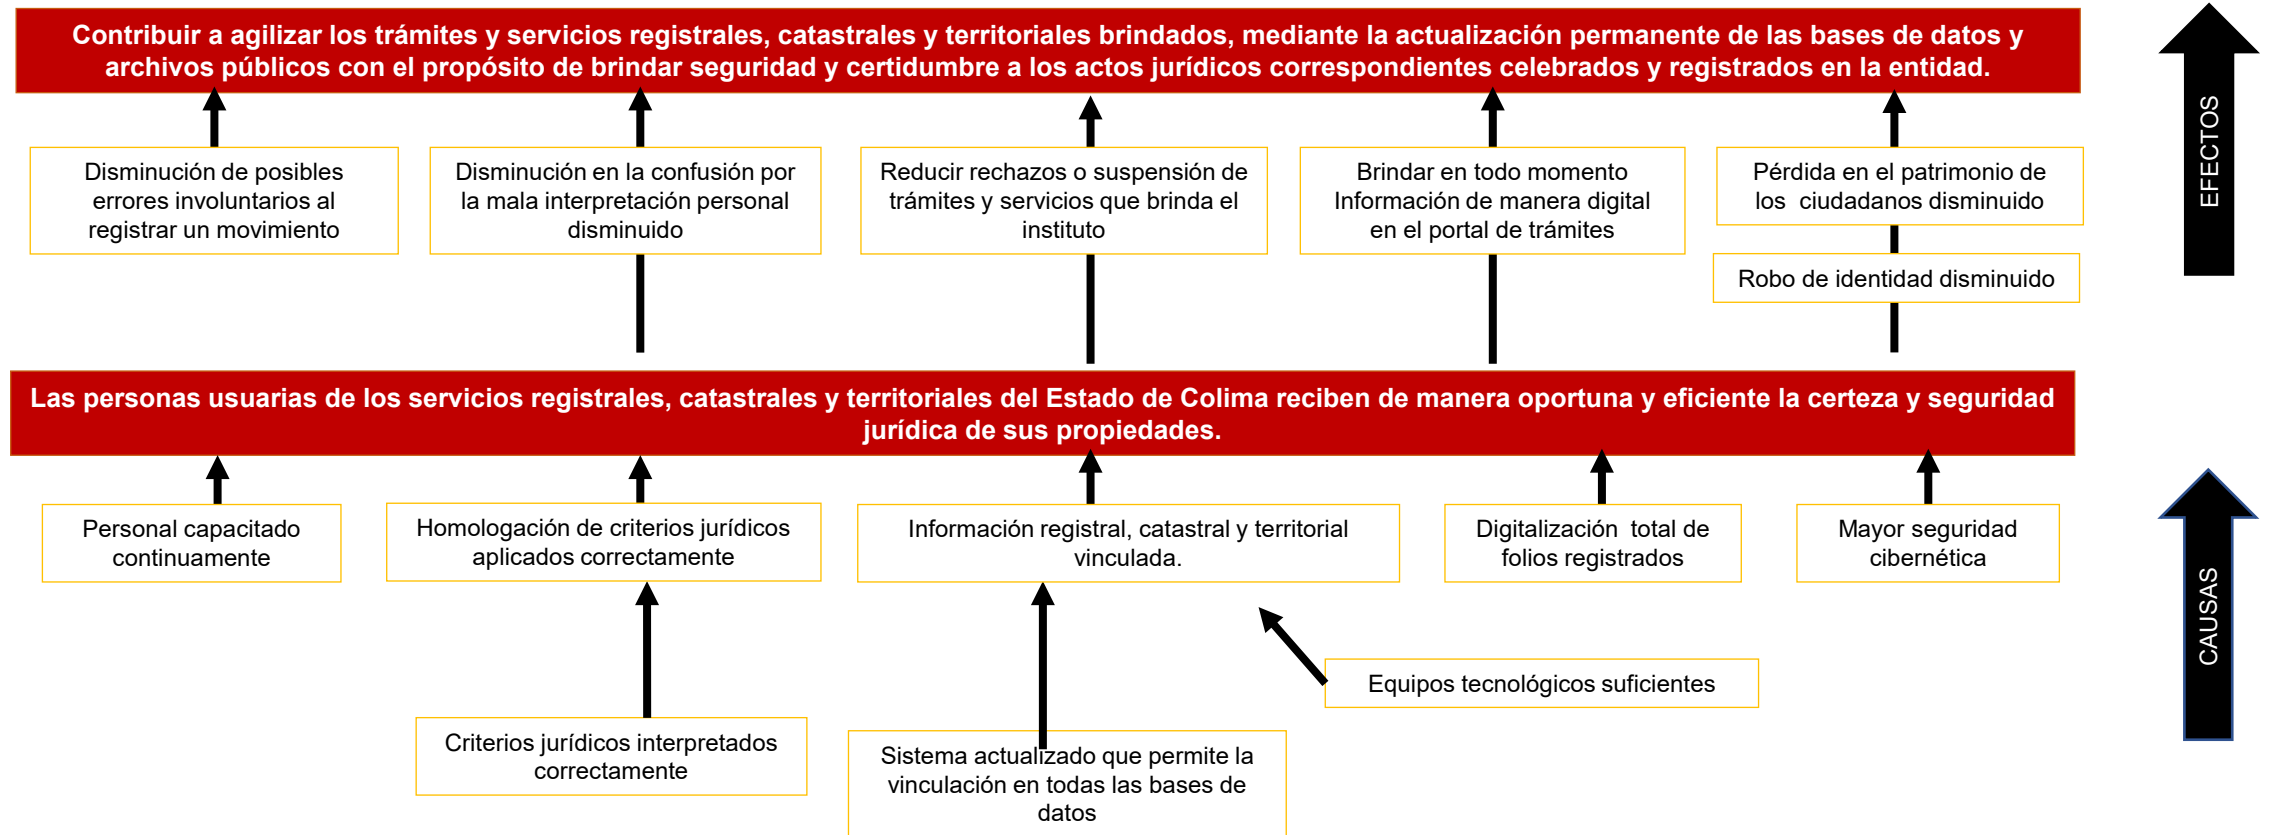 Contribuir a agilizar los trámites y servicios registrales, catastrales y territoriales brindados, mediante la actualización permanente de las bases de datos y
archivos públicos con el propósito de brindar seguridad y certidumbre a los actos jurídicos correspondientes celebrados y registrados en la entidad.
Disminución de posibles
errores involuntarios al
registrar un movimiento
Disminución en la confusión por
la mala interpretación personal
disminuido
Reducir rechazos o suspensión de
trámites y servicios que brinda el
instituto
Brindar en todo momento
Información de manera digital
en el portal de trámites
Pérdida en el patrimonio de
los  ciudadanos disminuido
Robo de identidad disminuido
EFECTOS
Las personas usuarias de los servicios registrales, catastrales y territoriales del Estado de Colima reciben de manera oportuna y eficiente la certeza y seguridad
jurídica de sus propiedades.
Personal capacitado
continuamente
Homologación de criterios jurídicos
aplicados correctamente
Información registral, catastral y territorial
vinculada.
Digitalización  total de
folios registrados
Mayor seguridad
cibernética
CAUSAS
Equipos tecnológicos suficientes
Criterios jurídicos interpretados
correctamente
Sistema actualizado que permite la
vinculación en todas las bases de
datos